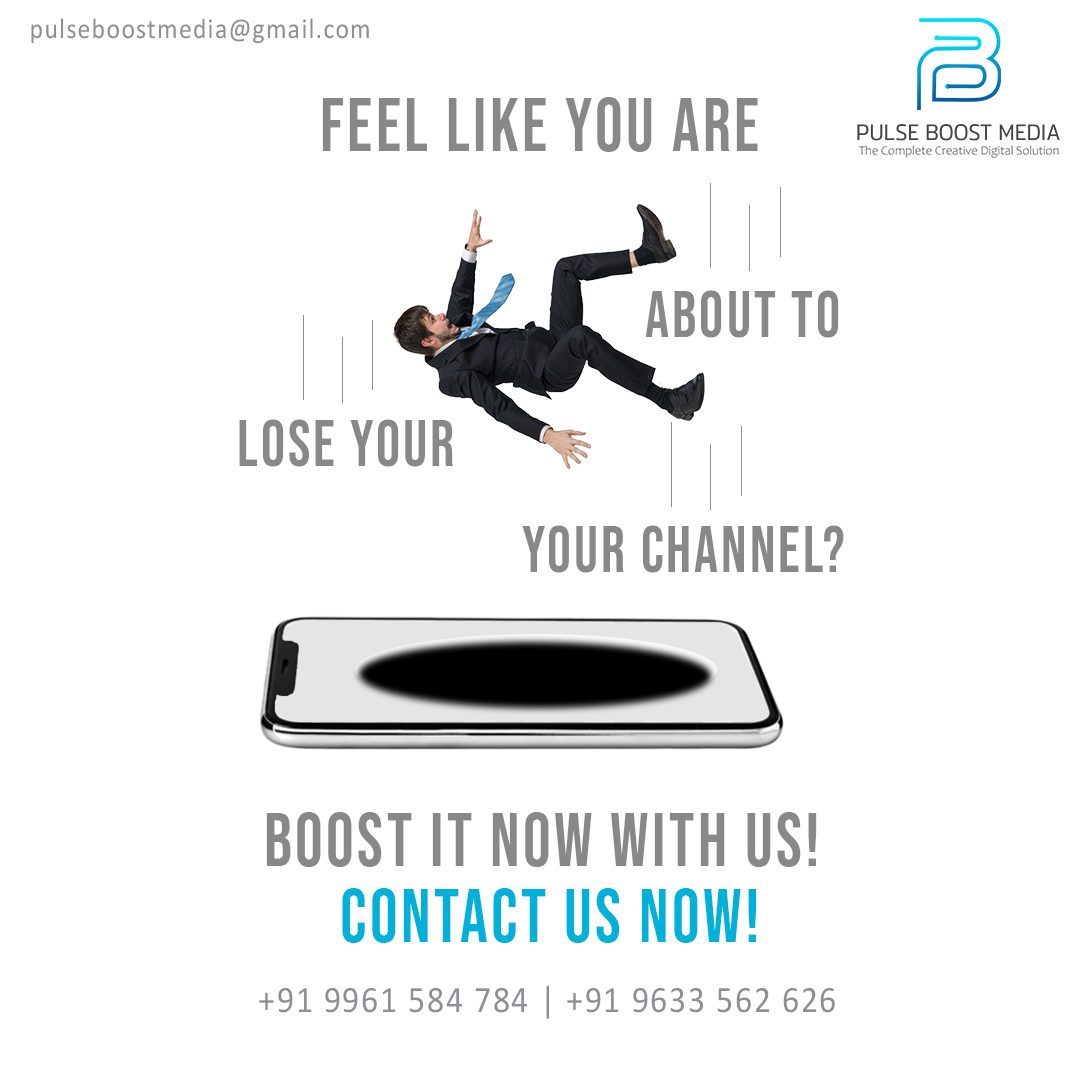 pulseboostmedia@gmail.com
PULSE BOOST MEDIA
The Complete Creative Digital Solution
FEEL LIKE YOU ARE
ABOUT TO
LOSE YOUR
YOUR CHANNEL?
BOOST IT NOW WITH US!
CONTACT US NOW!
+91 9961 584 784 | +91 9633 562 626